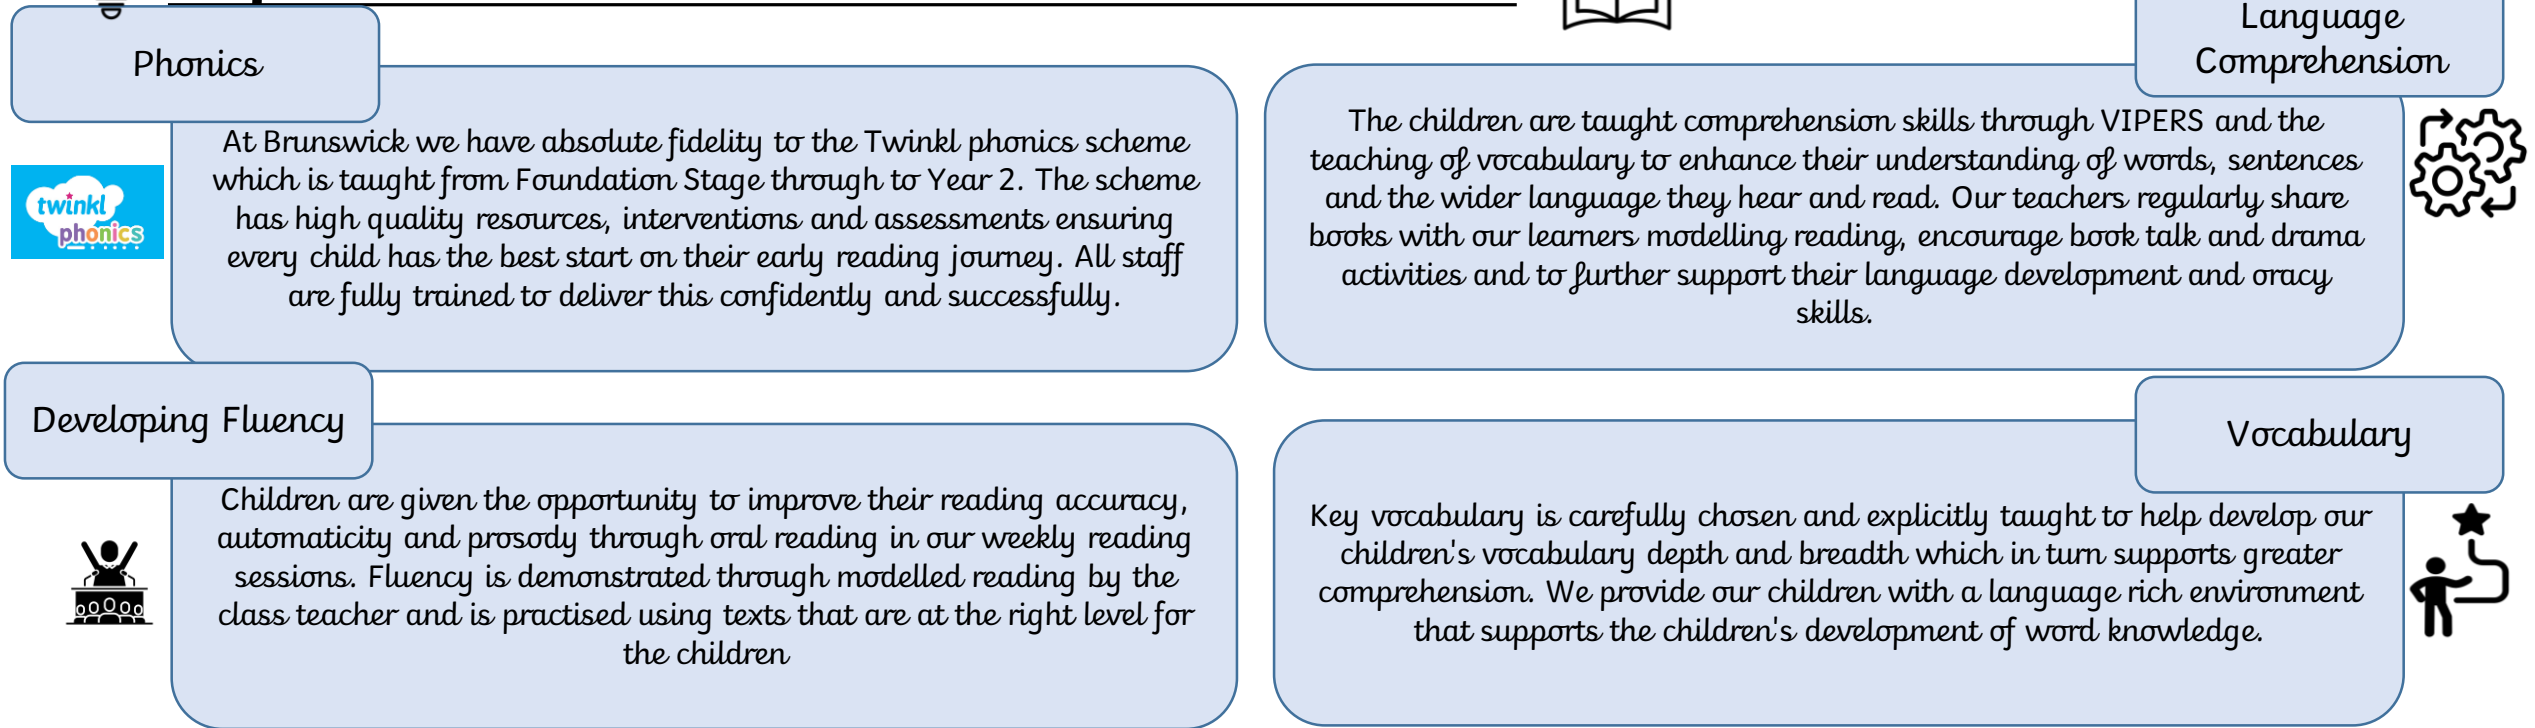 Phonics
At Brunswick we have absolute fidelity to the Twinkl phonics scheme
which is taught from Foundation Stage through to Year 2. The scheme
has high quality resources, interventions and assessments ensuring
every child has the best start on their early reading journey. All staff
are fully trained to deliver this confidently and successfully.
twinkl
phonics
Language
Comprehension
The children are taught comprehension skills through VIPERS and the
teaching of vocabulary to enhance their understanding of words, sentences
and the wider language they hear and read. Our teachers regularly share
books with our learners modelling reading, encourage book talk and drama
activities and to further support their language development and oracy
skills.
Developing Fluency
Children are given the opportunity to improve their reading accuracy,
automaticity and prosody through oral reading in our weekly reading
sessions. Fluency is demonstrated through modelled reading by the
class teacher and is practised using texts that are at the right level for
the children
Vocabulary
Key vocabulary is carefully chosen and explicitly taught to help develop our
children's vocabulary depth and breadth which in turn supports greater
comprehension. We provide our children with a language rich environment
that supports the children's development of word knowledge.